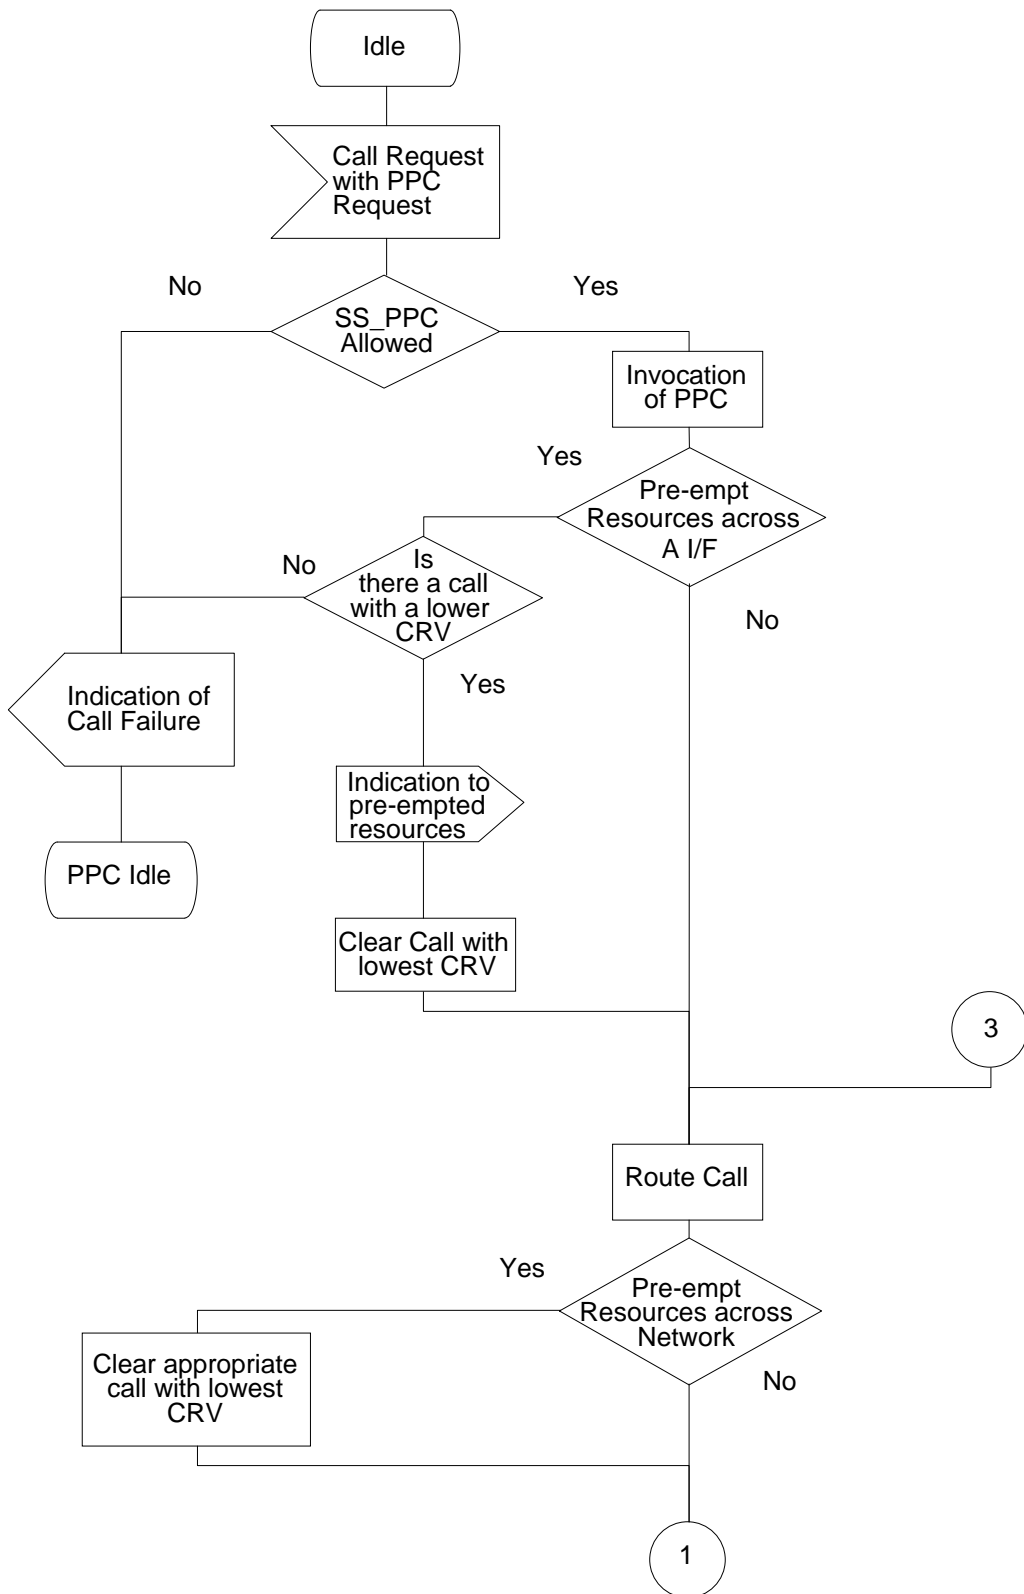 Idle
Call Request
with PPC
Request
No
Yes
SS_PPC
Allowed
Invocation
of PPC
Yes
Pre-empt
Resources across
A I/F
No
Is
there a call
with a lower
CRV
No
Yes
Indication of
Call Failure
Indication to
pre-empted
resources
PPC Idle
Clear Call with
lowest CRV
3
Route Call
Yes
Pre-empt
Resources across
Network
No
Clear appropriate
call with lowest
CRV
1